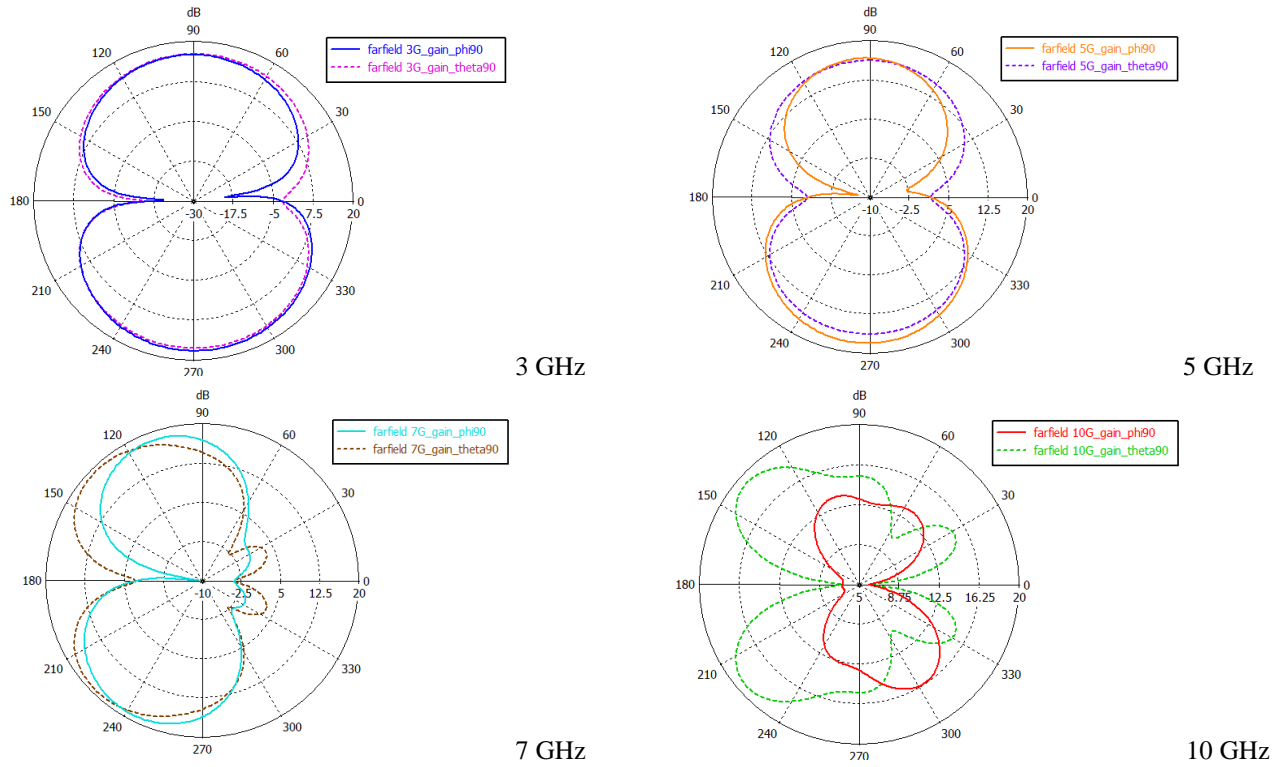 dB
90
120
60
150
30
180
0
-30 -17.5 -5 7.5 20
210
330
240
300
270
farfield 3G_gain_phi90
farfield 3G_gain_theta90
3 GHz
dB
90
120
60
150
30
180
0
-10 -2.5 5 12.5 20
210
330
240
300
270
farfield 5G_gain_phi90
farfield 5G_gain_theta90
5 GHz
dB
90
120
60
150
30
180
0
-10 -2.5 5 12.5 20
210
330
240
300
270
farfield 7G_gain_phi90
farfield 7G_gain_theta90
7 GHz
dB
90
120
60
150
30
180
0
5 8.75 12.5 16.25 20
210
330
240
300
270
farfield 10G_gain_phi90
farfield 10G_gain_theta90
10 GHz